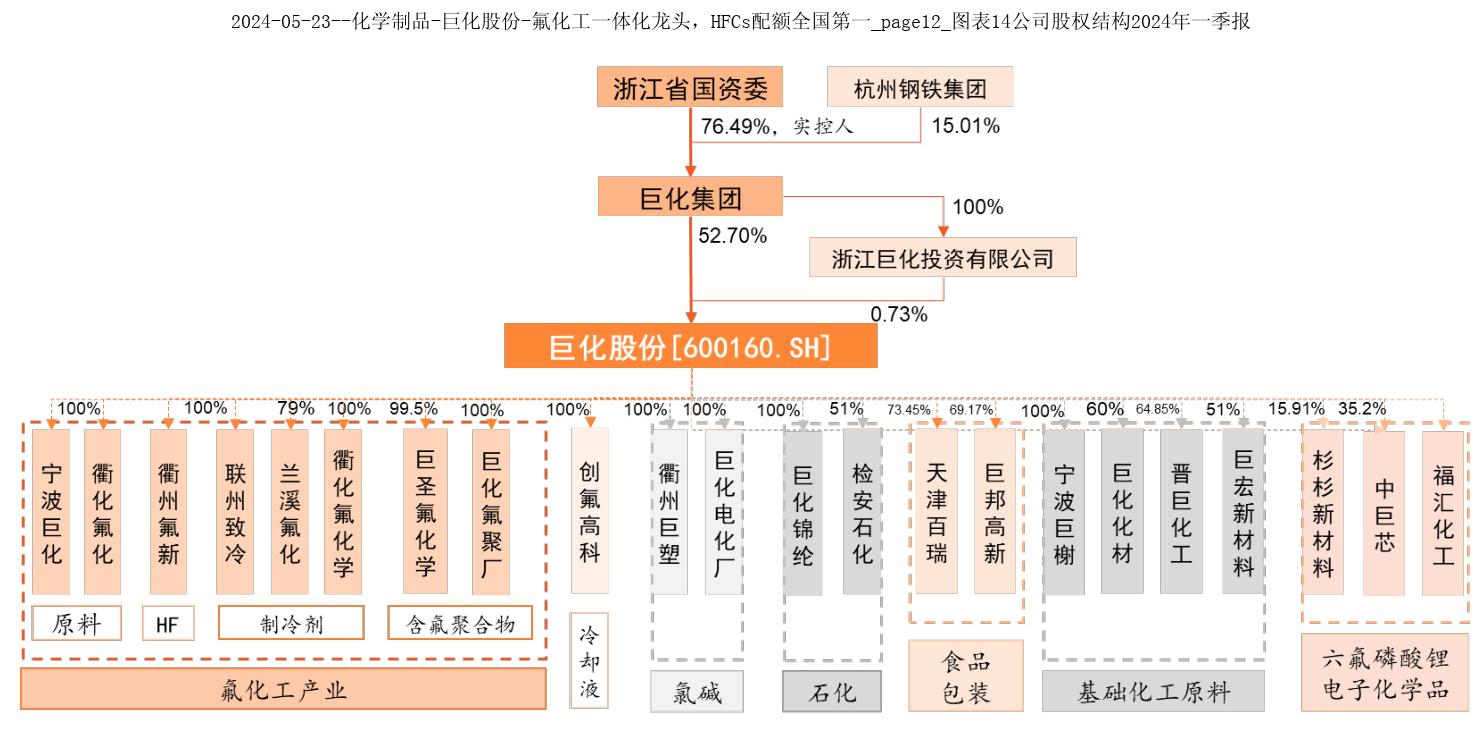 2024-05-23--化学制品-巨化股份-氟化工一体化龙头，HFCs配额全国第一_page12_图表14公司股权结构2024年一季报
浙江省国资委
杭州钢铁集团
76.49%，实控人
15.01%
巨化集团
100%
52.70%
浙江巨化投资有限公司
0.73%
巨化股份[600160.SH]
100%
100%
79%
100%
99.5%
100%
100%
100%
100%
100%
51%
73.45%
69.17%
100%
60%
64.85%
51%
15.91%
35.2%
宁波巨化
衢化氟化
衢州氟新
联州致冷
兰溪氟化
衢化氟化学
巨圣氟化学
巨化氟聚厂
创氟高科
衢州巨塑
巨化电化厂
巨化锦纶
检安石化
天津百瑞
巨邦高新
宁波巨榭
巨化化材
晋巨化工
巨宏新材料
杉杉新材料
中巨芯
福汇化工
原料
HF
制冷剂
含氟聚合物
氟化工产业
冷却液
氯碱
石化
食品
包装
基础化工原料
六氟磷酸锂
电子化学品